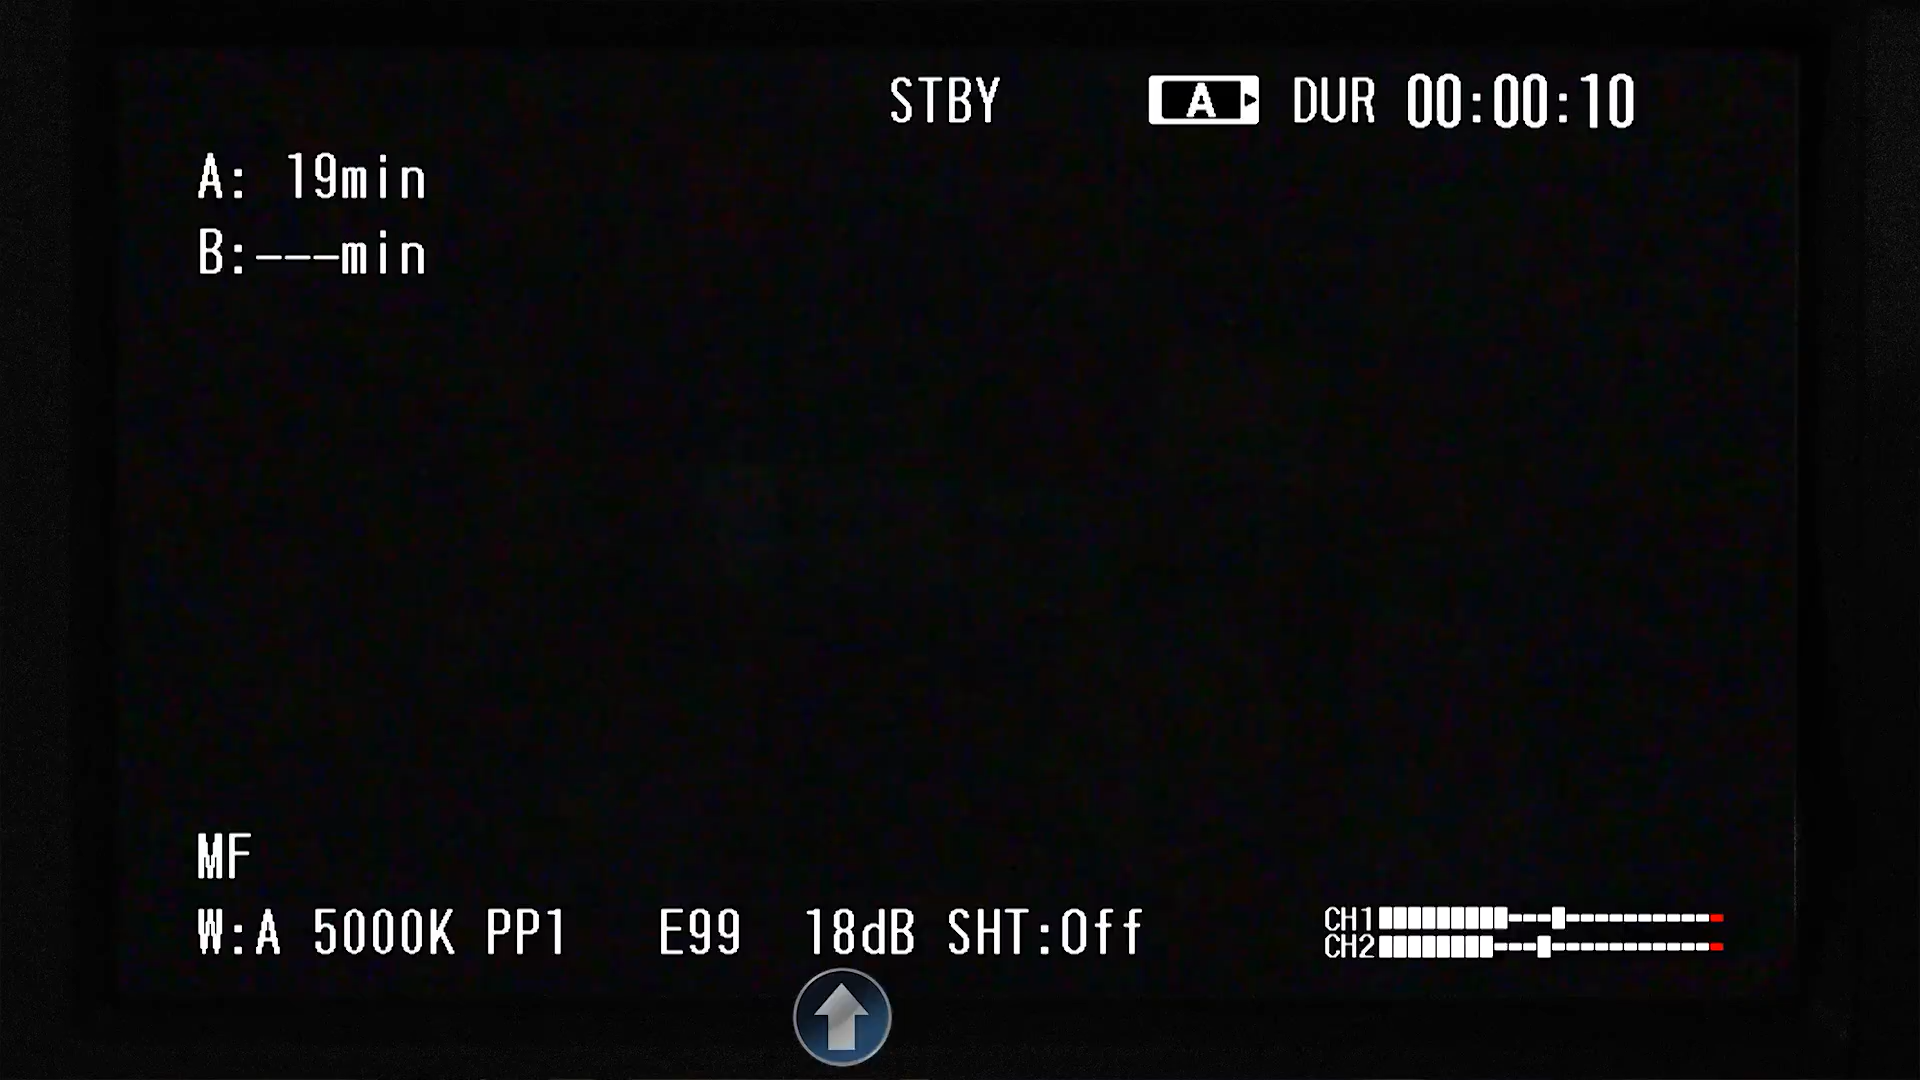 STBY A DUR 00:00:10
A: 19min
B:---min
MF
W:A 5000K PP1 E99 18dB SHT:Off
CH1
CH2